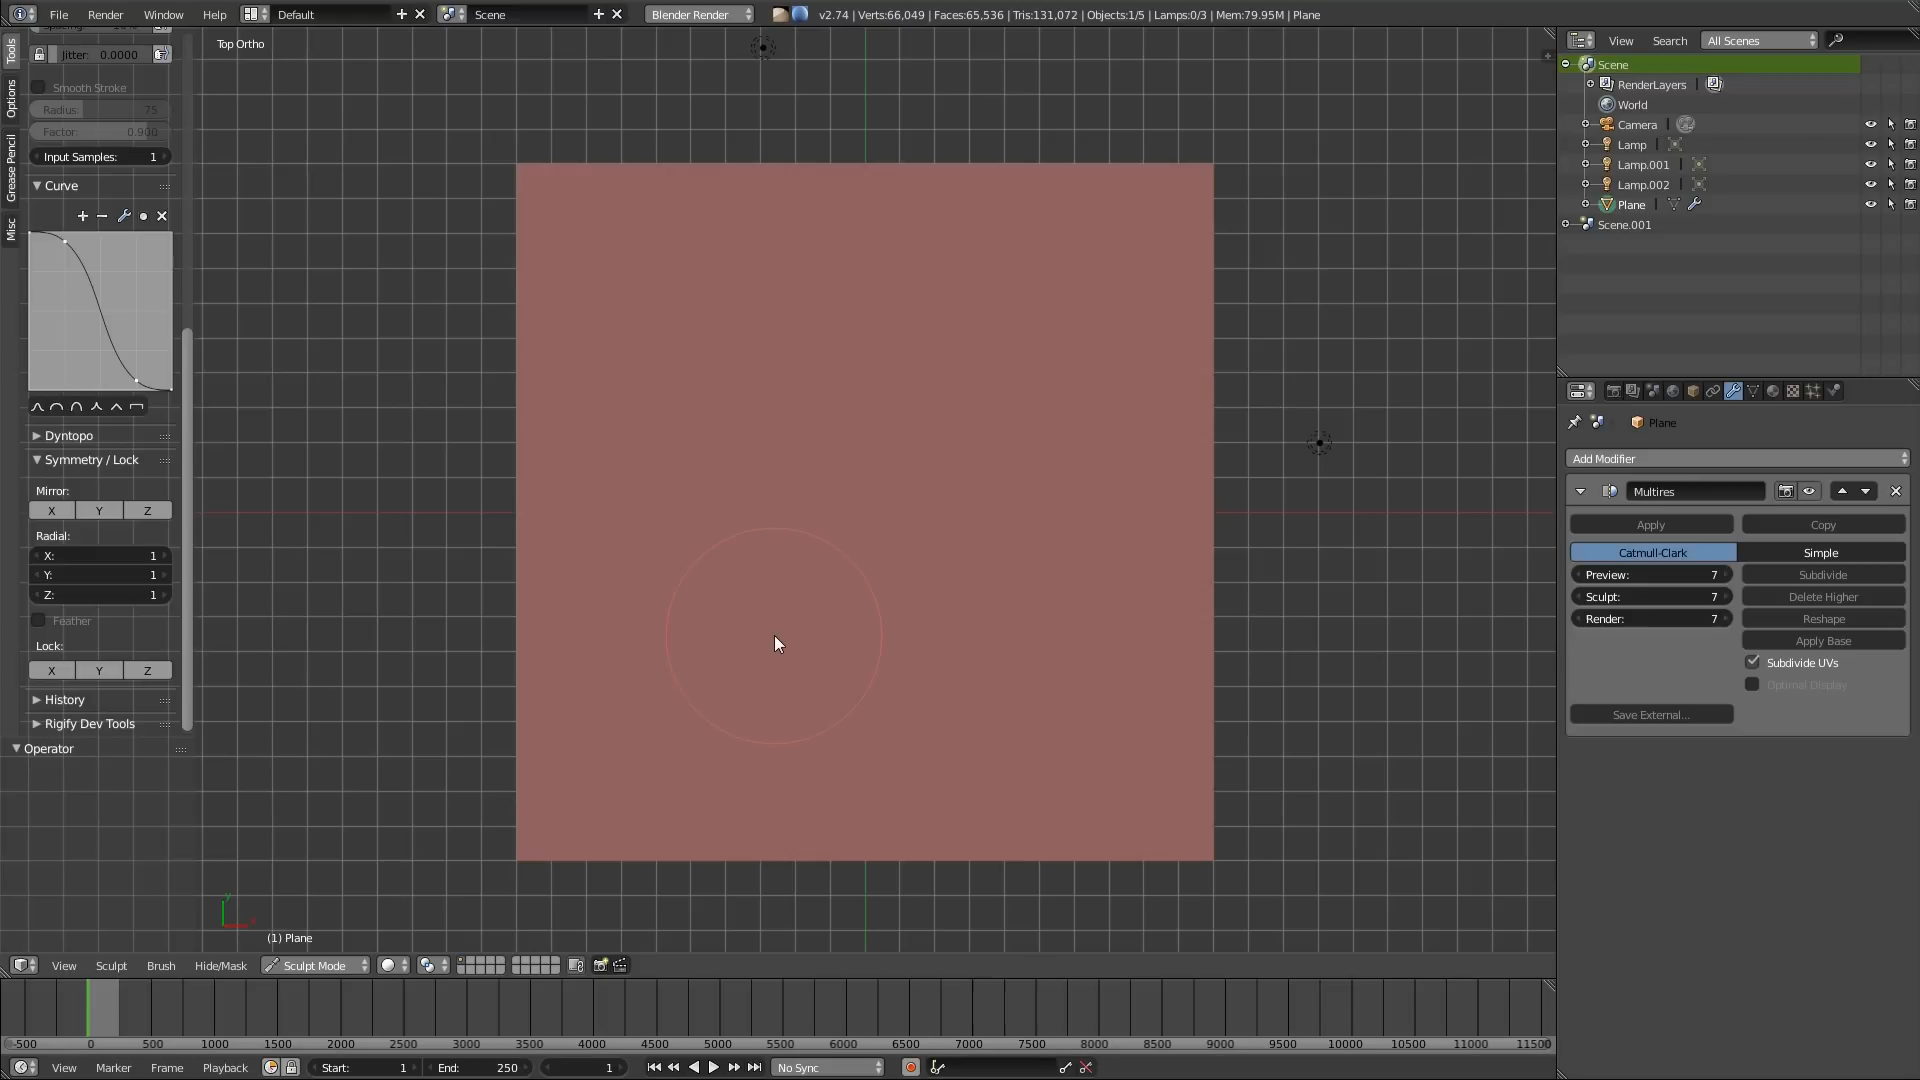 File Render Window Help Default Scene Blender Render v2.74 | Verts:66,049 | Faces:65,536 | Tris:131,072 | Objects:1/5 | Lamps:0/3 | Mem:79.95M | Plane
Tools
Options
Grease Pencil
Misc
Jitter: 0.0000
Smooth Stroke
Radius: 75
Factor: 0.900
Input Samples: 1
Curve
Dyntopo
Symmetry / Lock
Mirror:
X Y Z
Radial:
X: 1
Y: 1
Z: 1
Feather
Lock:
X Y Z
History
Rigify Dev Tools
Operator
Top Ortho
(1) Plane
View Sculpt Brush Hide/Mask Sculpt Mode
View Search All Scenes
Scene
RenderLayers
World
Camera
Lamp
Lamp.001
Lamp.002
Plane
Scene.001
Plane
Add Modifier
Multires
Apply Copy
Catmull-Clark Simple
Preview: 7 Subdivide
Sculpt: 7 Delete Higher
Render: 7 Reshape
Apply Base
Subdivide UVs
Optimal Display
Save External...
-500 0 500 1000 1500 2000 2500 3000 3500 4000 4500 5000 5500 6000 6500 7000 7500 8000 8500 9000 9500 10000 10500 11000 11500
View Marker Frame Playback Start: 1 End: 250 1 No Sync